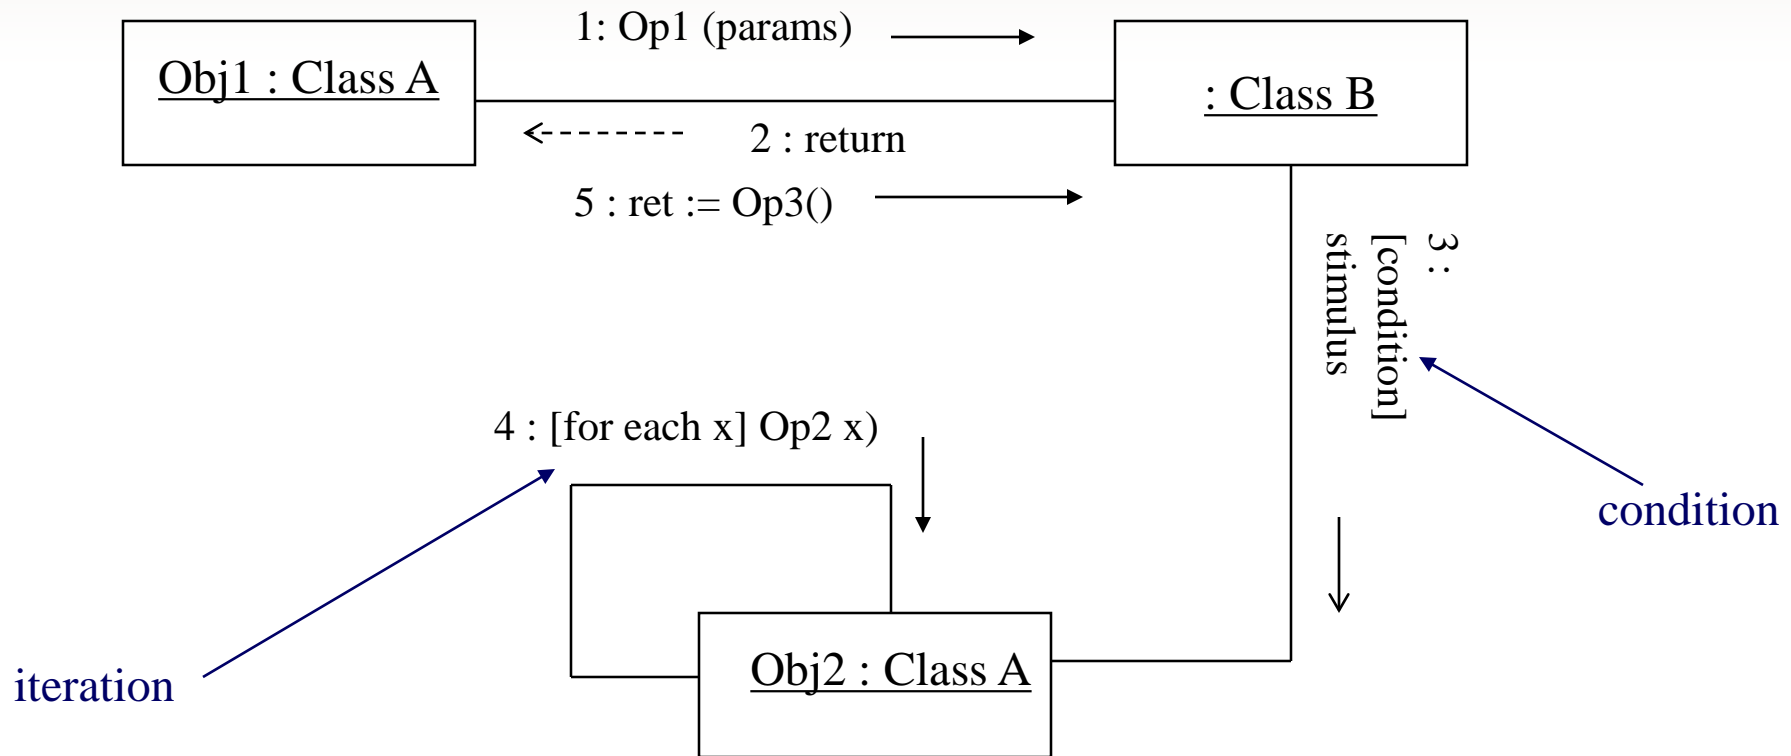 1: Op1 (params)
Obj1 : Class A
: Class B
2 : return
5 : ret := Op3()
3 :
[condition]
stimulus
4 : [for each x] Op2 x)
condition
iteration
Obj2 : Class A